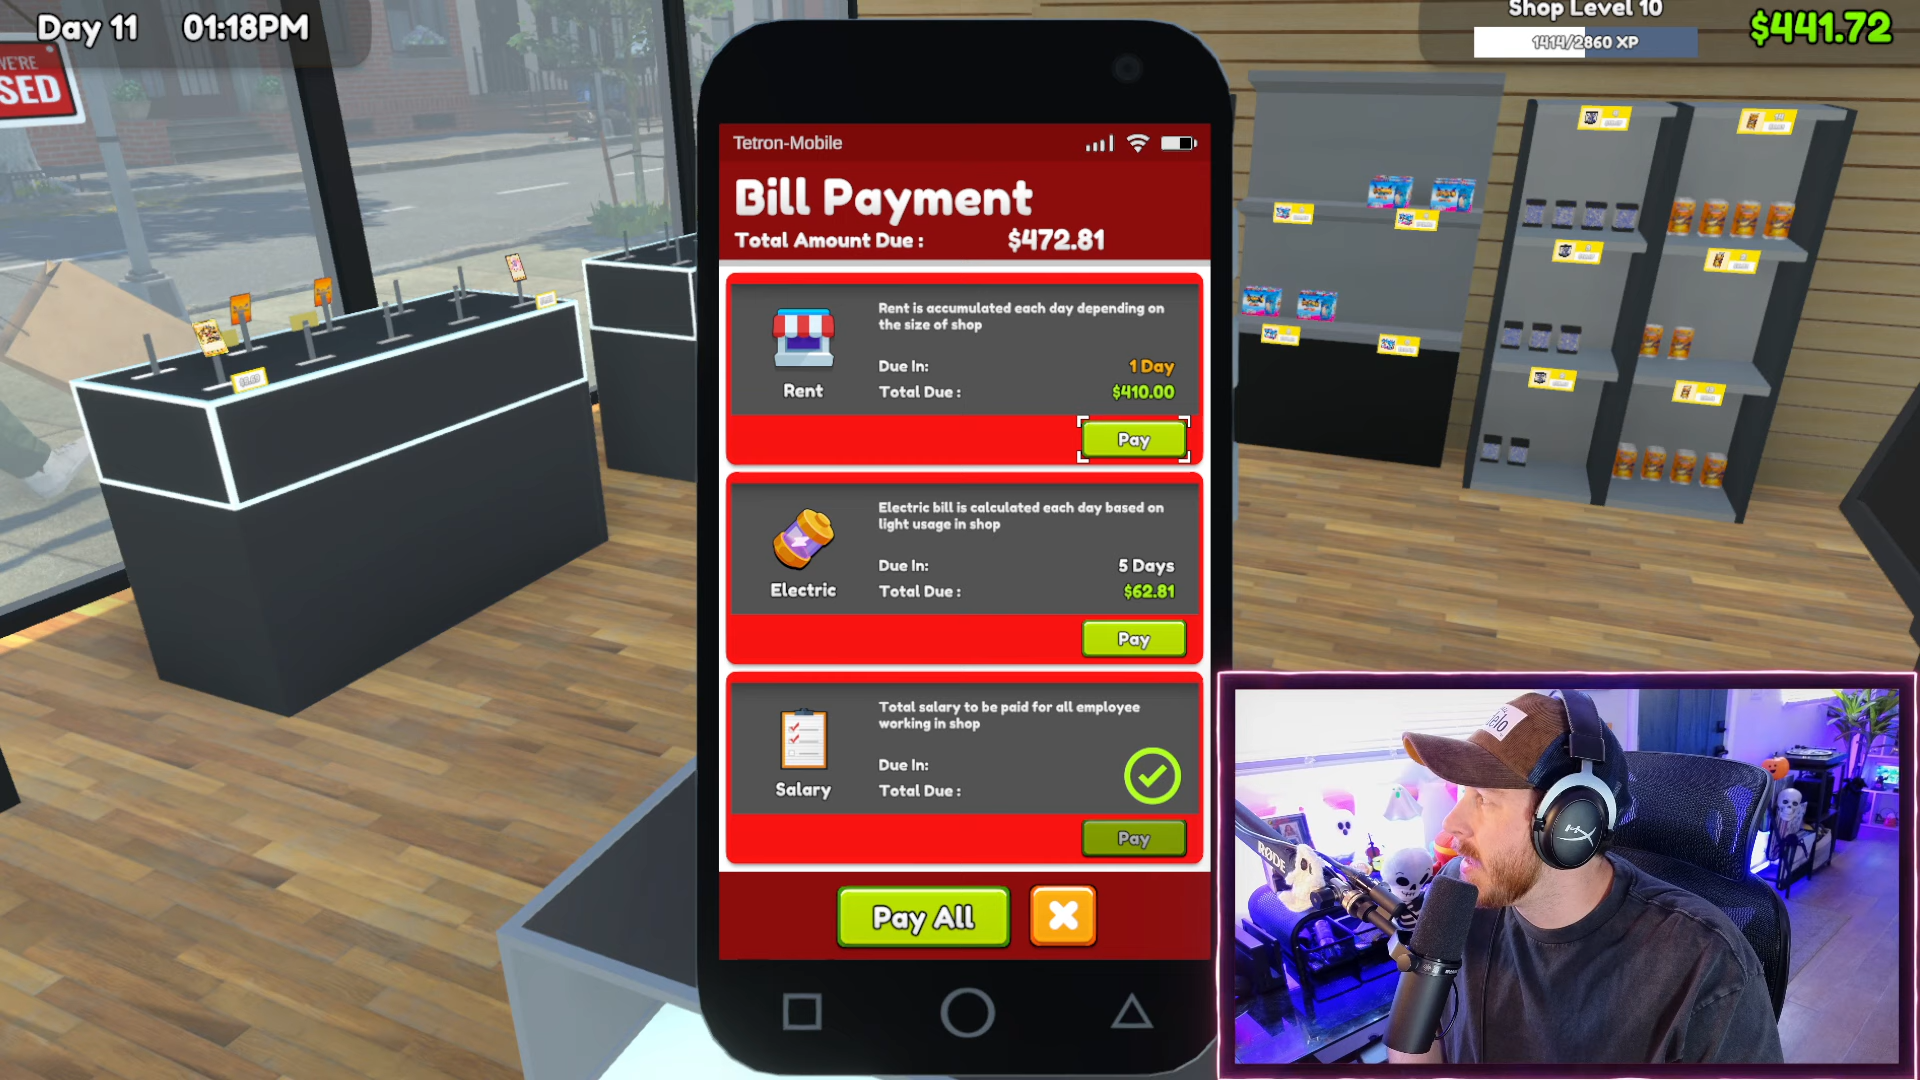 Day 11 01:18PM
Shop Level 10
1414/2860 XP
$441.72
WE'RE
SED
Tetron-Mobile
Bill Payment
Total Amount Due : $472.81
Rent is accumulated each day depending on
the size of shop
Due In: 1 Day
Total Due : $410.00
Rent
Pay
Electric bill is calculated each day based on
light usage in shop
Due In: 5 Days
Total Due : $62.81
Electric
Pay
Total salary to be paid for all employee
working in shop
Due In:
Total Due :
Salary
Pay
Pay All
RØDE